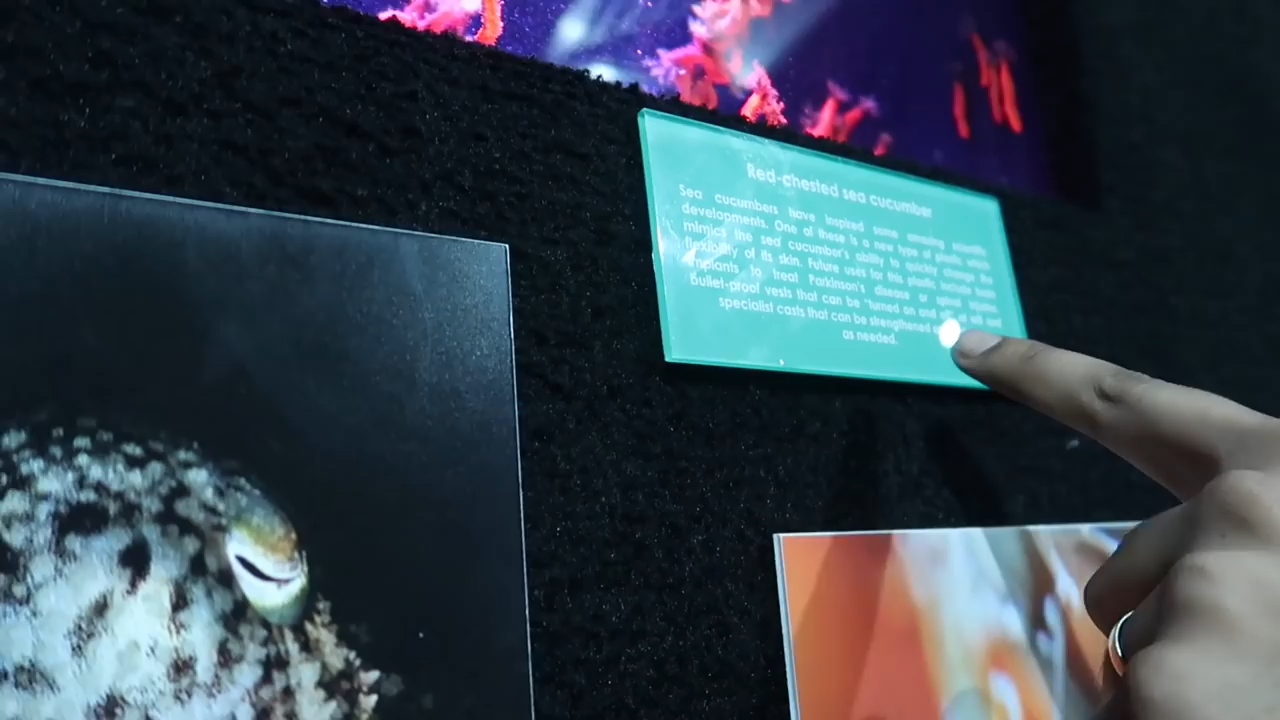 Red-chested sea cucumber
Sea cucumbers have inspired some amazing scientific
developments. One of these is a new type of plastic which
mimics the sea cucumber's ability to quickly change the
flexibility of its skin. Future uses for this plastic include brain
implants to treat Parkinson's disease or spinal injuries,
Bullet-proof vests that can be "turned on and off" at will and
specialist casts that can be strengthened
as needed.